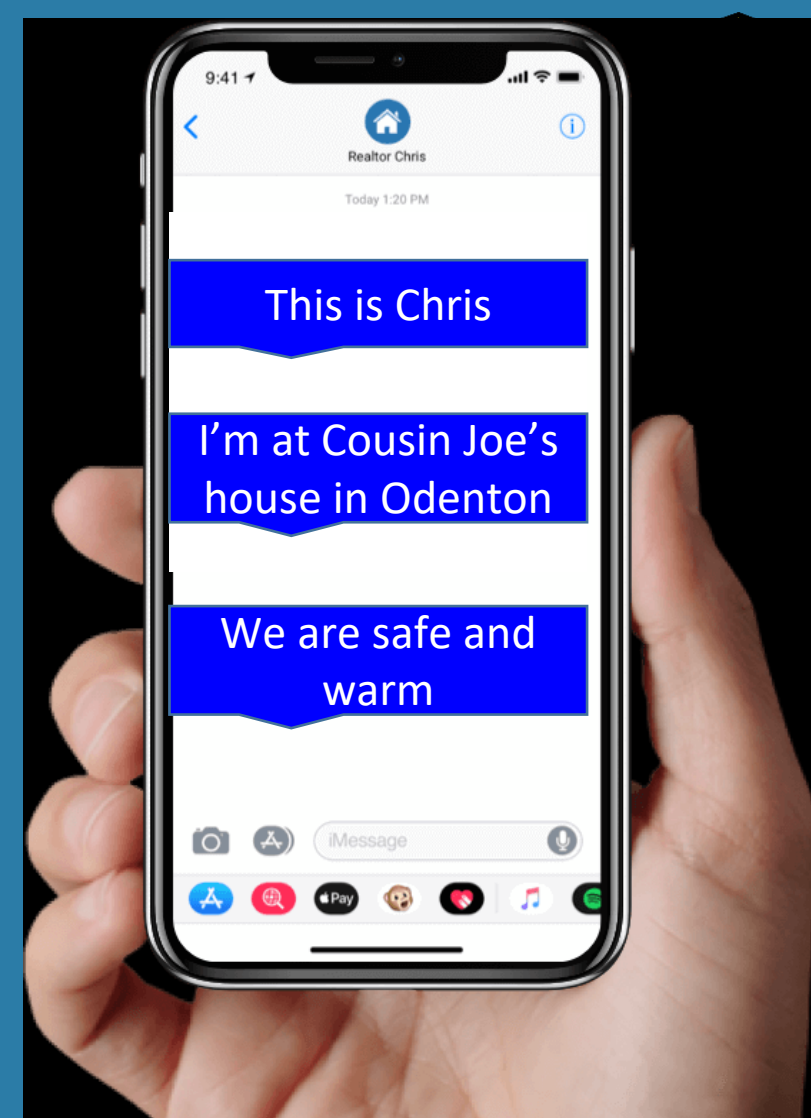 9:41
Realtor Chris
Today 1:20 PM
This is Chris
I’m at Cousin Joe’s
house in Odenton
We are safe and
warm
iMessage
Pay